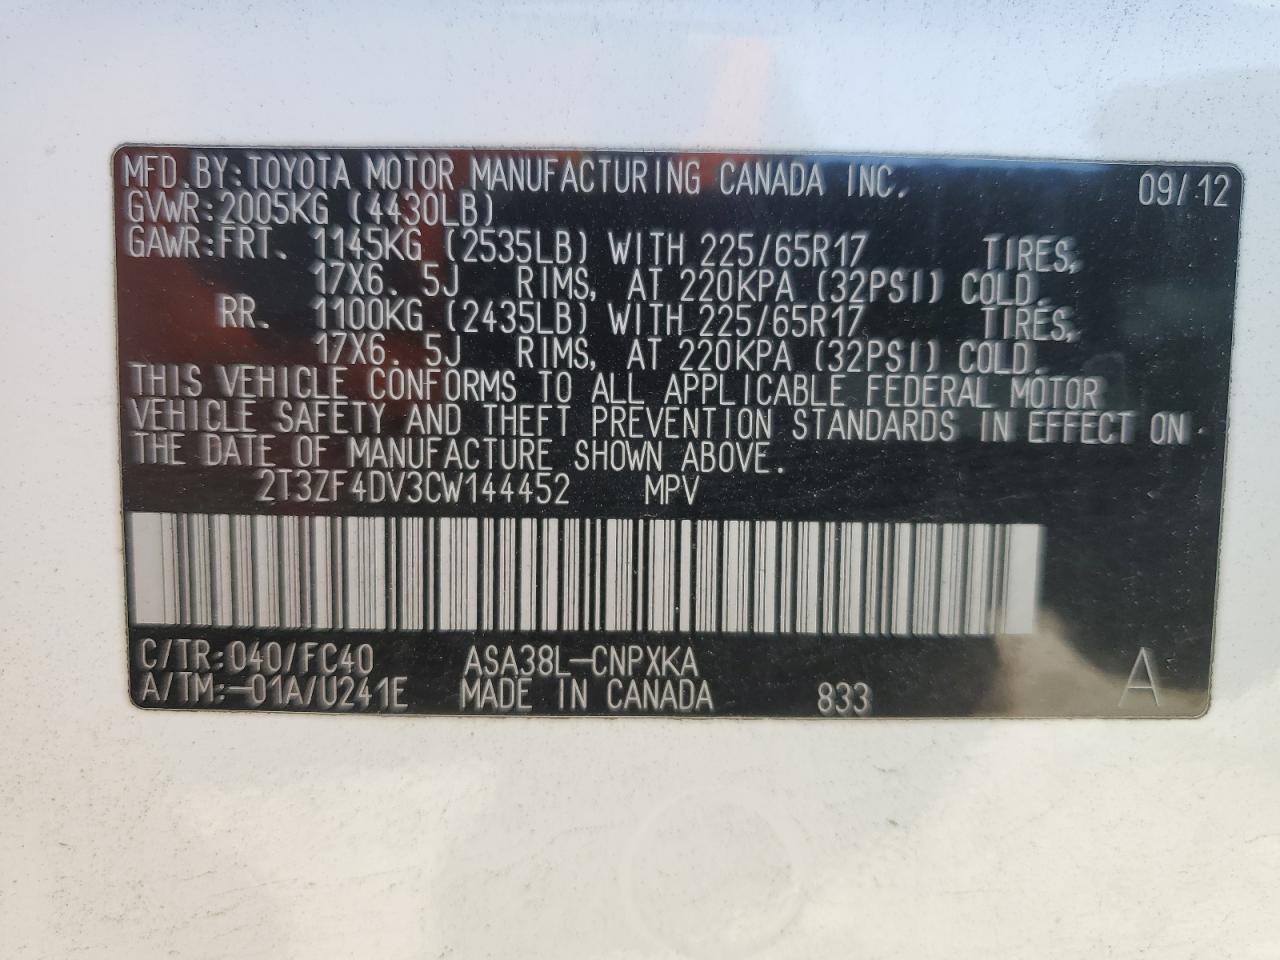 MFD.BY:TOYOTA MOTOR MANUFACTURING CANADA INC. 09/12
GVWR:2005KG (4430LB)
GAWR:FRT. 1145KG (2535LB) WITH 225/65R17 TIRES,
17X6.5J RIMS, AT 220KPA (32PSI) COLD.
RR. 1100KG (2435LB) WITH 225/65R17 TIRES,
17X6.5J RIMS, AT 220KPA (32PSI) COLD.
THIS VEHICLE CONFORMS TO ALL APPLICABLE FEDERAL MOTOR
VEHICLE SAFETY AND THEFT PREVENTION STANDARDS IN EFFECT ON
THE DATE OF MANUFACTURE SHOWN ABOVE.
2T3ZF4DV3CW144452 MPV
C/TR:040/FC40 ASA38L-CNPXKA A
A/TM:-01A/U241E MADE IN CANADA 833